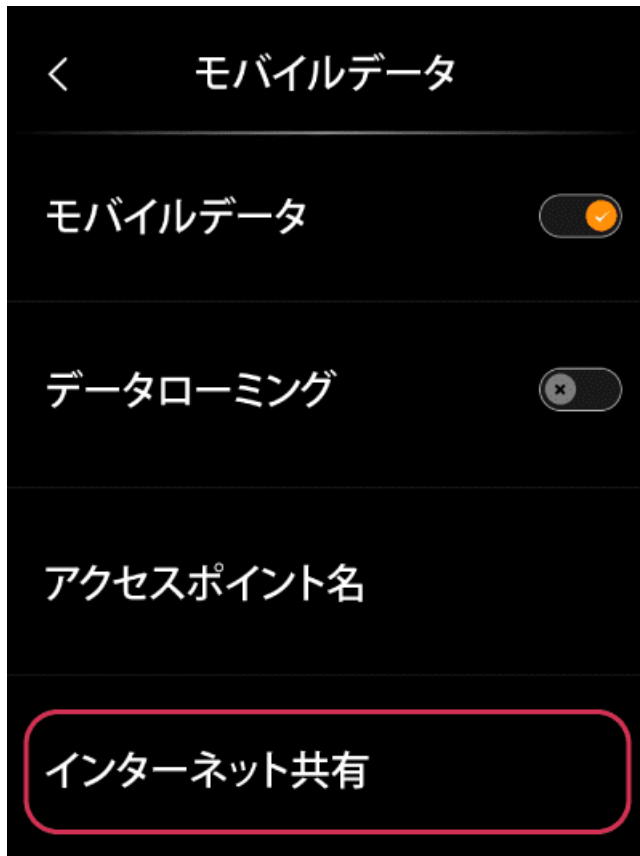 モバイルデータ
モバイルデータ
データローミング
アクセスポイント名
インターネット共有